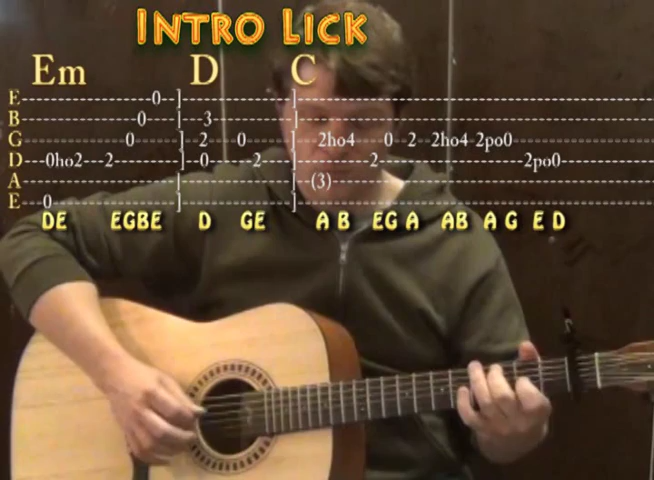 INTRO LICK
Em D C
E---------------------0--]--------------]-----------------------------------------------
B-------------------0----]--3-----------]-----------------------------------------------
G-----------------0------]--2----0------]---2ho4----0--2--2ho4-2po0---------------------
D---0ho2---2-------------]--0------2----]----------2--------------------2po0------------
A------------------------]--------------]--(3)------------------------------------------
E---0--------------------]--------------]-----------------------------------------------
DE EGBE D GE A B EG A AB A G E D